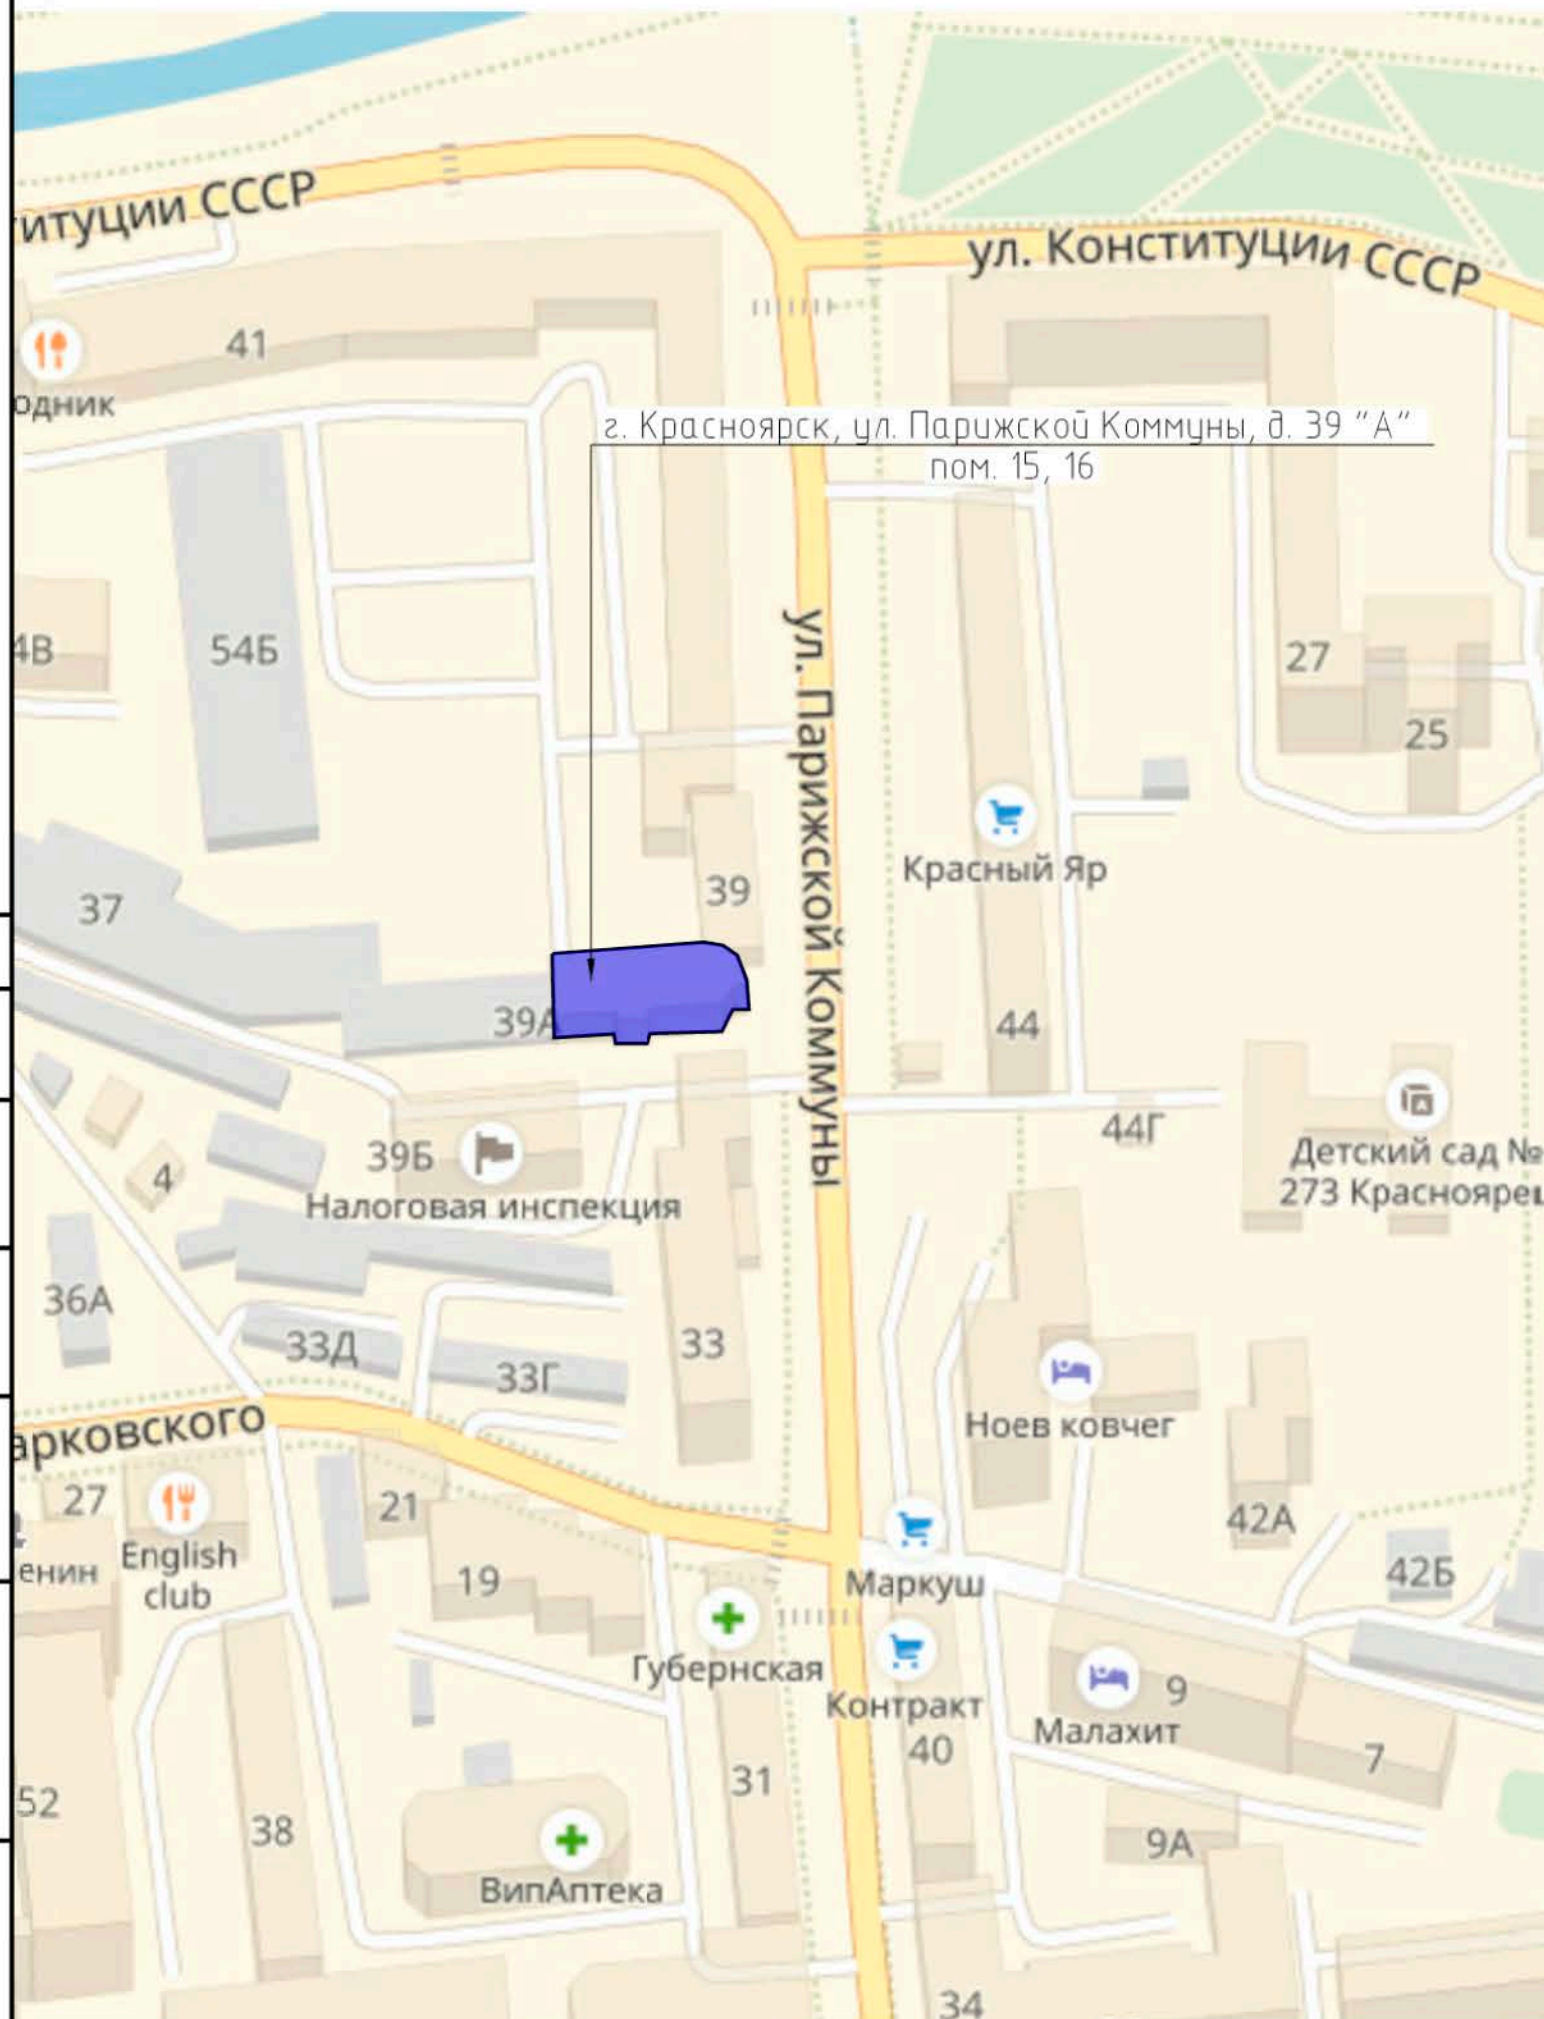 титуции СССР
ул. Конституции СССР
41
одник
г. Красноярск, ул. Парижской Коммуны, д. 39 "А"
пом. 15, 16
4В
54Б
27
25
ул. Парижской Коммуны
Красный Яр
39
37
39А
44
44Г
Детский сад №
273 Красноярец
39Б
4
Налоговая инспекция
36А
33Д
33Г
33
Ноев ковчег
арковского
27
21
42А
42Б
енин
English
club
19
Маркуш
Губернская
Контракт
40
9
Малахит
7
31
52
38
9А
ВипАптека
34